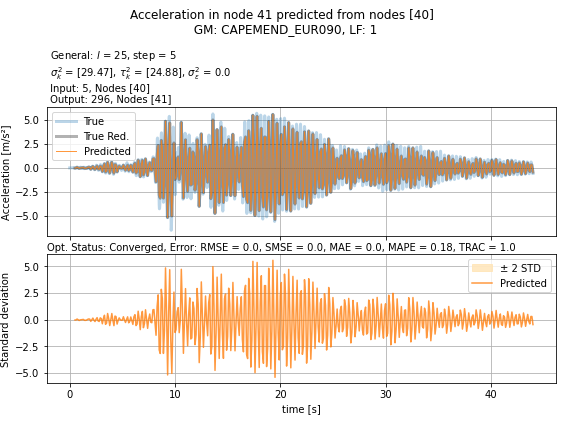 Acceleration in node 41 predicted from nodes [40]
GM: CAPEMEND_EUR090, LF: 1
General: l = 25, step = 5
σ²ₖ = [29.47], τ²ₖ = [24.88], σ²ε = 0.0
Input: 5, Nodes [40]
Output: 296, Nodes [41]
Acceleration [m/s²]
5.0
2.5
0.0
−2.5
−5.0
True
True Red.
Predicted
Opt. Status: Converged, Error: RMSE = 0.0, SMSE = 0.0, MAE = 0.0, MAPE = 0.18, TRAC = 1.0
Standard deviation
5.0
2.5
0.0
−2.5
−5.0
± 2 STD
Predicted
0 10 20 30 40
time [s]